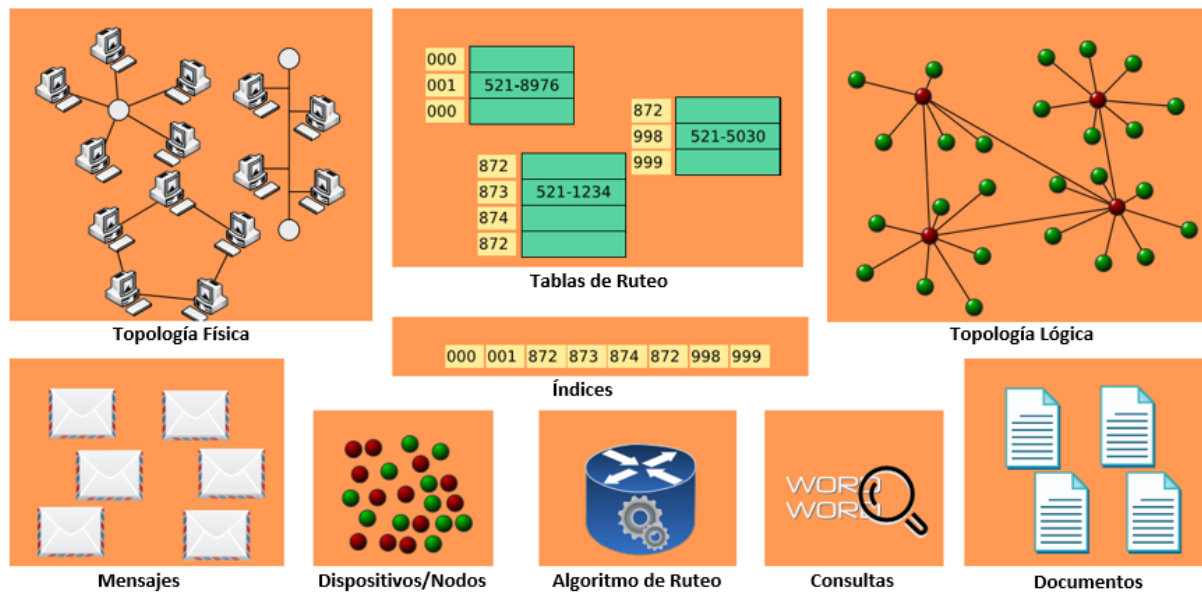 000
001 521-8976
000
872
998 521-5030
999
872
873 521-1234
874
872
Tablas de Ruteo
Topología Física
Topología Lógica
000 001 872 873 874 872 998 999
Índices
WORD
WORD
Mensajes
Dispositivos/Nodos
Algoritmo de Ruteo
Consultas
Documentos